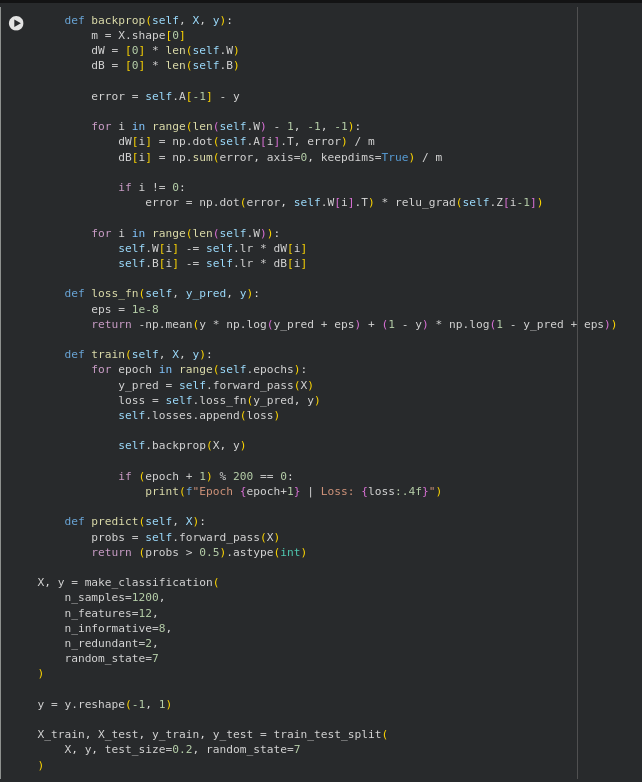 def backprop(self, X, y):
m = X.shape[0]
dW = [0] * len(self.W)
dB = [0] * len(self.B)
error = self.A[-1] - y
for i in range(len(self.W) - 1, -1, -1):
dW[i] = np.dot(self.A[i].T, error) / m
dB[i] = np.sum(error, axis=0, keepdims=True) / m
if i != 0:
error = np.dot(error, self.W[i].T) * relu_grad(self.Z[i-1])
for i in range(len(self.W)):
self.W[i] -= self.lr * dW[i]
self.B[i] -= self.lr * dB[i]
def loss_fn(self, y_pred, y):
eps = 1e-8
return -np.mean(y * np.log(y_pred + eps) + (1 - y) * np.log(1 - y_pred + eps))
def train(self, X, y):
for epoch in range(self.epochs):
y_pred = self.forward_pass(X)
loss = self.loss_fn(y_pred, y)
self.losses.append(loss)
self.backprop(X, y)
if (epoch + 1) % 200 == 0:
print(f"Epoch {epoch+1} | Loss: {loss:.4f}")
def predict(self, X):
probs = self.forward_pass(X)
return (probs > 0.5).astype(int)
X, y = make_classification(
n_samples=1200,
n_features=12,
n_informative=8,
n_redundant=2,
random_state=7
)
y = y.reshape(-1, 1)
X_train, X_test, y_train, y_test = train_test_split(
X, y, test_size=0.2, random_state=7
)